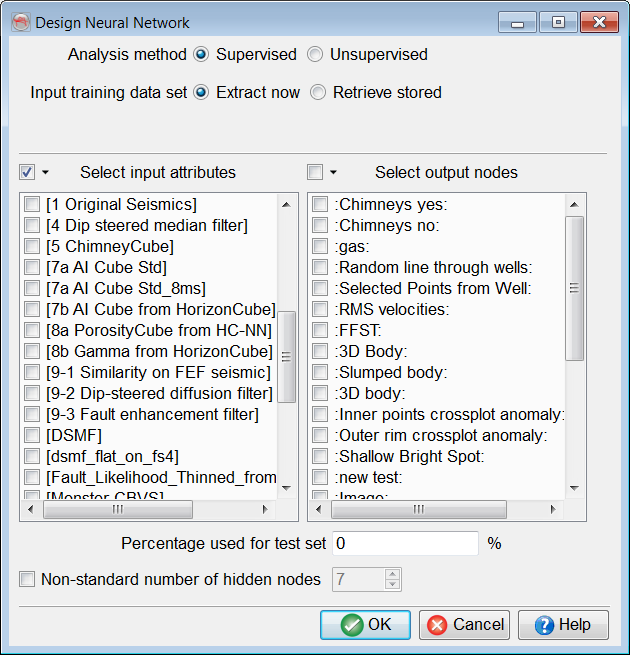 Design Neural Network
Analysis method Supervised Unsupervised
Input training data set Extract now Retrieve stored
Select input attributes
[1 Original Seismics]
[4 Dip steered median filter]
[5 ChimneyCube]
[7a AI Cube Std]
[7a AI Cube Std_8ms]
[7b AI Cube from HorizonCube]
[8a PorosityCube from HC-NN]
[8b Gamma from HorizonCube]
[9-1 Similarity on FEF seismic]
[9-2 Dip-steered diffusion filter]
[9-3 Fault enhancement filter]
[DSMF]
[dsmf_flat_on_fs4]
[Fault_Likelihood_Thinned_from
[Monster CBVS]
Select output nodes
:Chimneys yes:
:Chimneys no:
:gas:
:Random line through wells:
:Selected Points from Well:
:RMS velocities:
:FFST:
:3D Body:
:Slumped body:
:3D body:
:Inner points crossplot anomaly:
:Outer rim crossplot anomaly:
:Shallow Bright Spot:
:new test:
:Image:
Percentage used for test set 0 %
Non-standard number of hidden nodes 7
OK Cancel Help